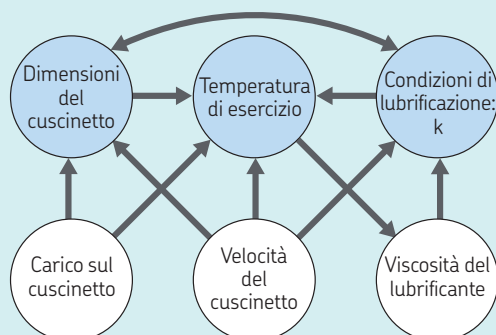 Dimensioni
del
cuscinetto
Temperatura
di esercizio
Condizioni di
lubrificazione:
k
Carico sul
cuscinetto
Velocità
del
cuscinetto
Viscosità del
lubrificante